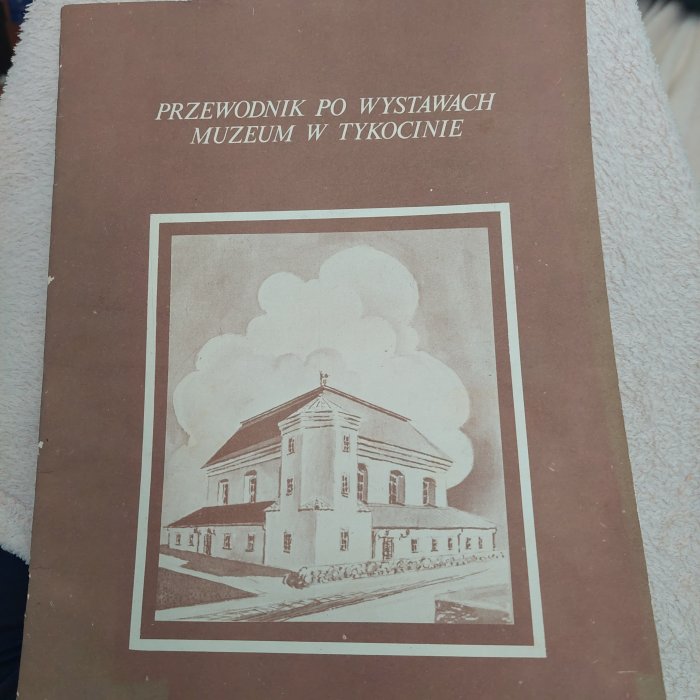 PRZEWODNIK PO WYSTAWACH
MUZEUM W TYKOCINIE